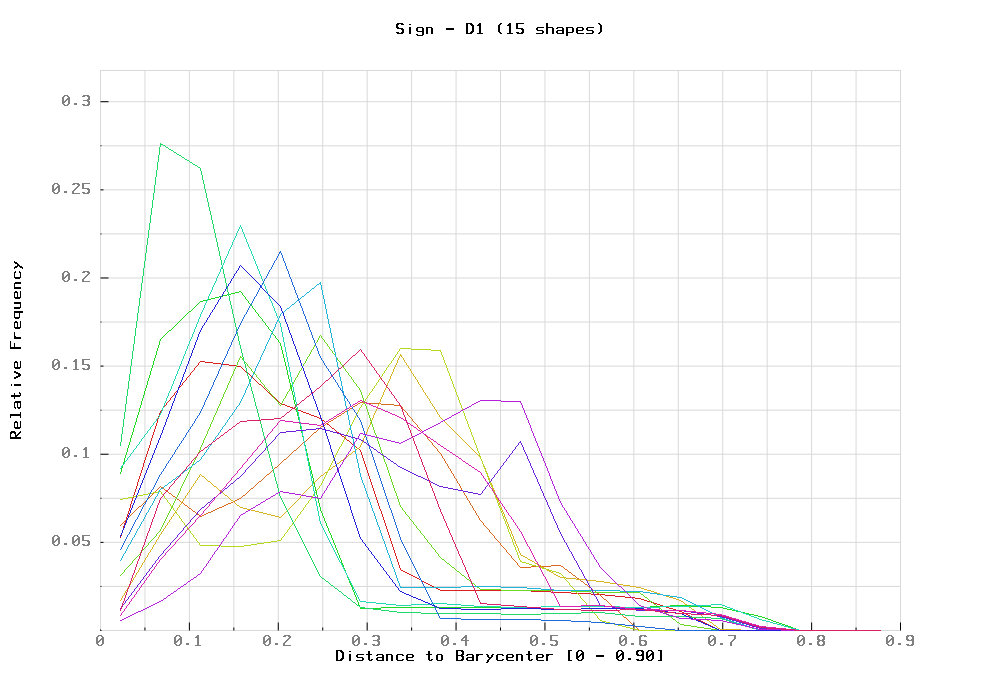 Sign - D1 (15 shapes)
0.3
0.25
0.2
0.15
0.1
0.05
Relative Frequency
0 0.1 0.2 0.3 0.4 0.5 0.6 0.7 0.8 0.9
Distance to Barycenter [0 - 0.90]